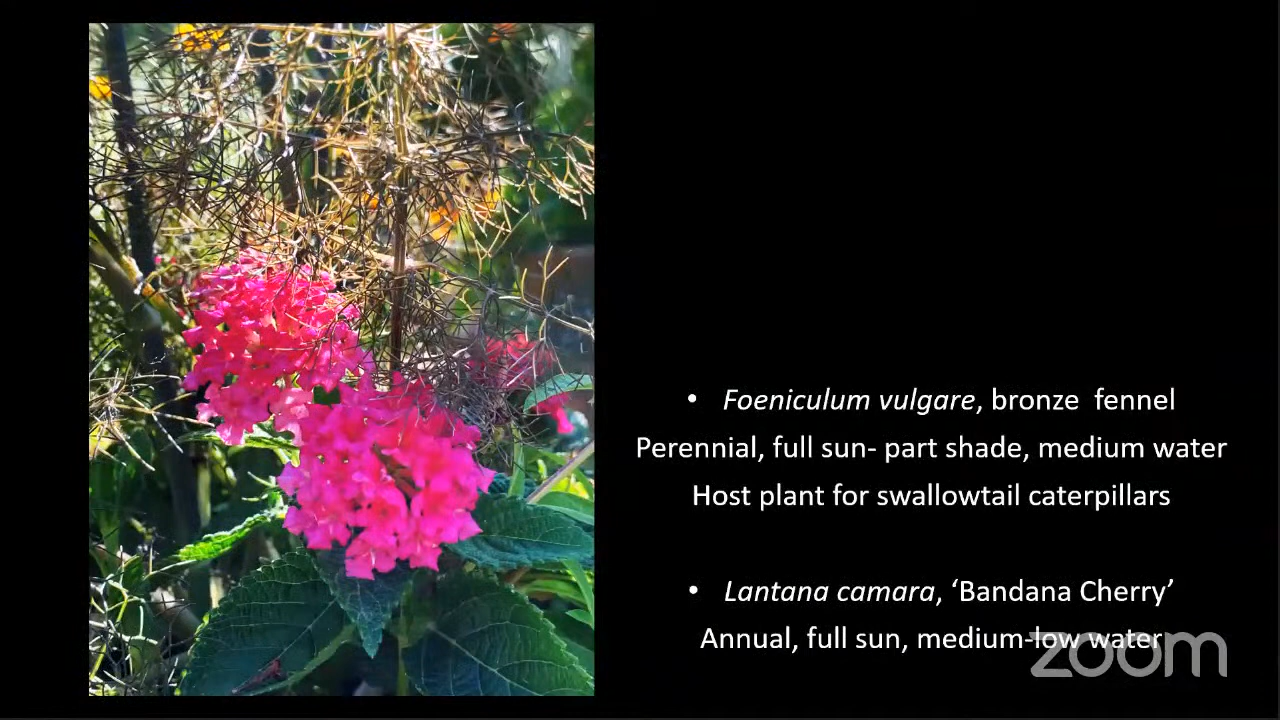 • Foeniculum vulgare, bronze  fennel
Perennial, full sun- part shade, medium water
Host plant for swallowtail caterpillars
• Lantana camara, ‘Bandana Cherry’
Annual, full sun, medium-low water
zoom